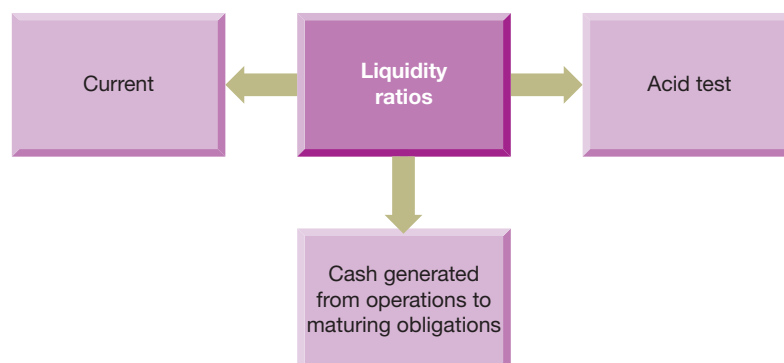 Current
Liquidity
ratios
Acid test
Cash generated
from operations to
maturing obligations